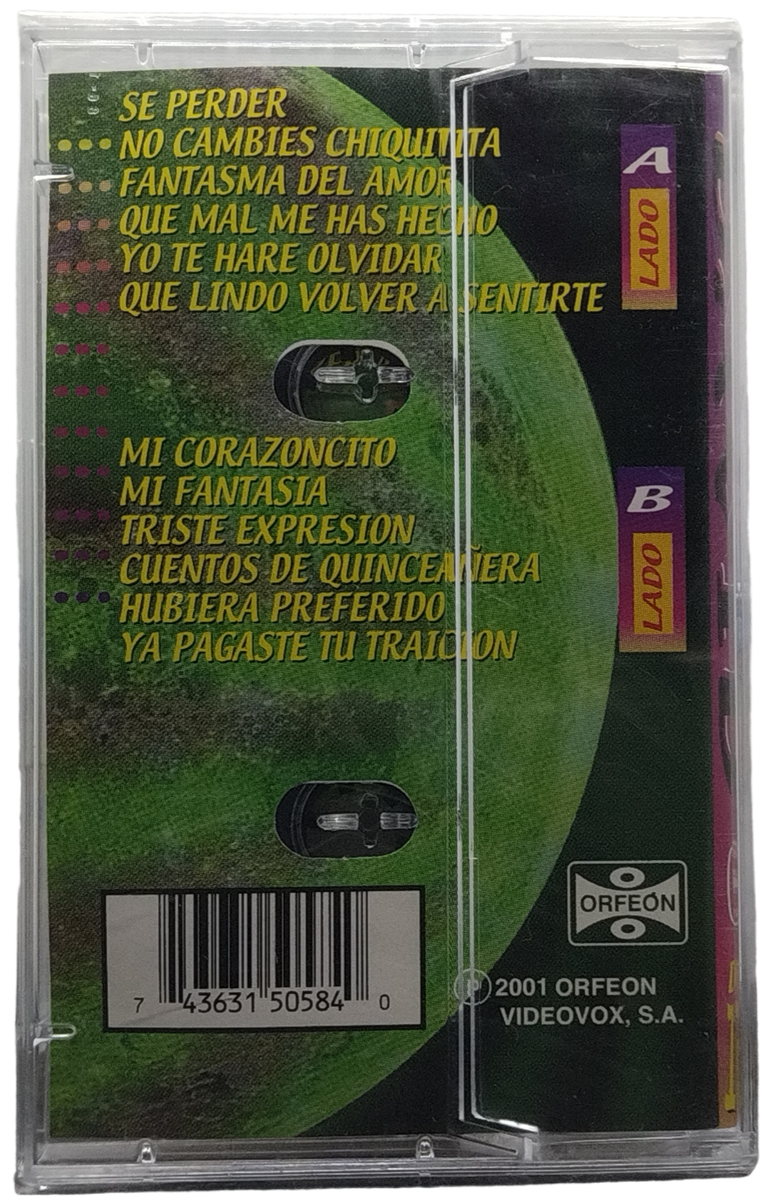 SE PERDER
NO CAMBIES CHIQUITITA
FANTASMA DEL AMOR
QUE MAL ME HAS HECHO
YO TE HARE OLVIDAR
QUE LINDO VOLVER A SENTIRTE
A
LADO
MI CORAZONCITO
MI FANTASIA
TRISTE EXPRESION
CUENTOS DE QUINCEAÑERA
HUBIERA PREFERIDO
YA PAGASTE TU TRAICION
B
LADO
7 43631 50584 0
ORFEÓN
Ⓟ 2001 ORFEON
VIDEOVOX, S.A.